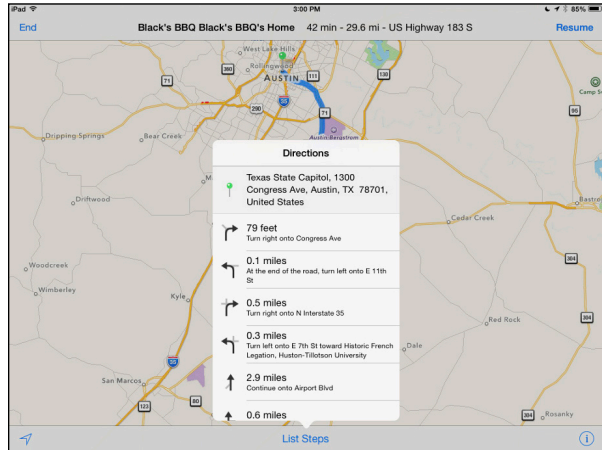 iPad 3:00 PM 85%
End Black's BBQ Black's BBQ's Home 42 min - 29.6 mi - US Highway 183 S Resume
West Lake Hills
360
Rollingwood
71
AUSTIN
111
130
Camp S
290
35
71
95
Dripping Springs
Bear Creek
Austin Bergstrom
Directions
Texas State Capitol, 1300
Congress Ave, Austin, TX 78701,
United States
M
Driftwood
Bastro
79 feet
Turn right onto Congress Ave
Cedar Creek
0.1 miles
At the end of the road, turn left onto E 11th
St
Woodcreek
304
Wimberley
Kyle
0.5 miles
Turn right onto N Interstate 35
Red Rock
304
0.3 miles
Turn left onto E 7th St toward Historic French
Legation, Huston-Tillotson University
Dale
35
San Marcos
2.9 miles
Continue onto Airport Blvd
123
80
0.6 miles
304
Rosanky
List Steps